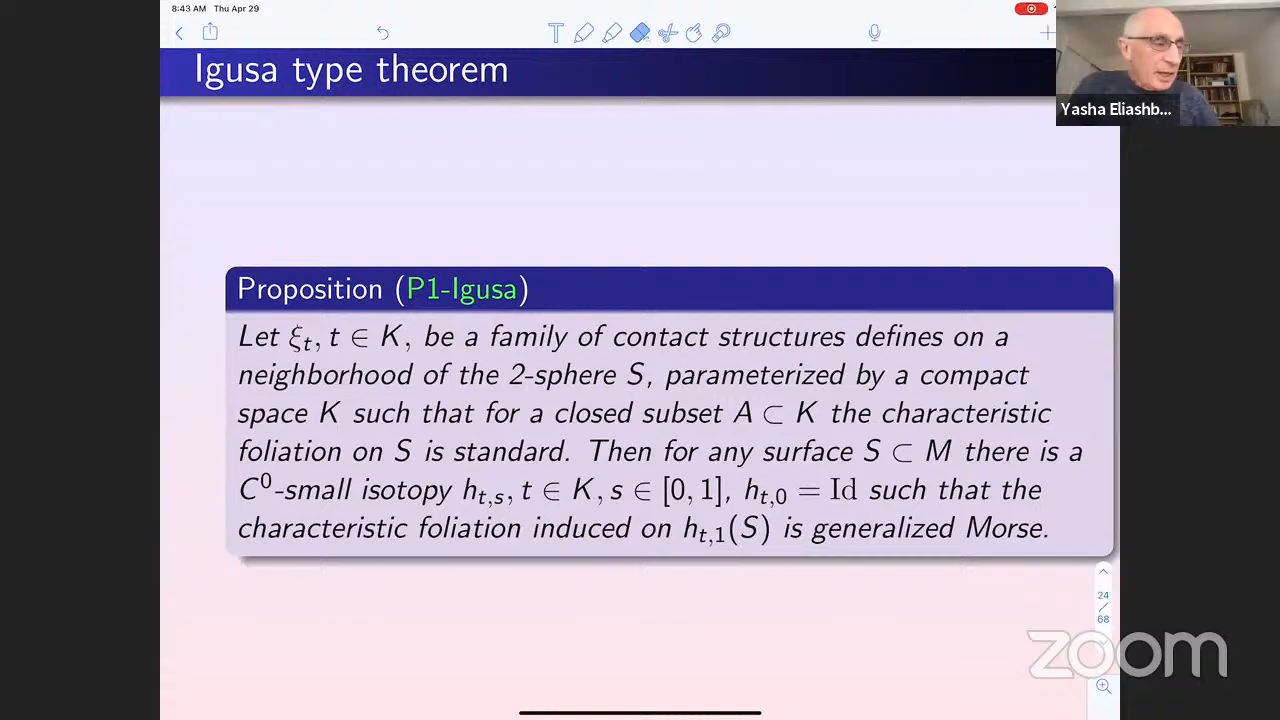 8:43 AM Thu Apr 29
Igusa type theorem
Yasha Eliashb...
Proposition (P1-Igusa)
Let ξ_t, t ∈ K, be a family of contact structures defines on a
neighborhood of the 2-sphere S, parameterized by a compact
space K such that for a closed subset A ⊂ K the characteristic
foliation on S is standard. Then for any surface S ⊂ M there is a
C⁰-small isotopy h_{t,s}, t ∈ K, s ∈ [0, 1], h_{t,0} = Id such that the
characteristic foliation induced on h_{t,1}(S) is generalized Morse.
24
/
68
zoom